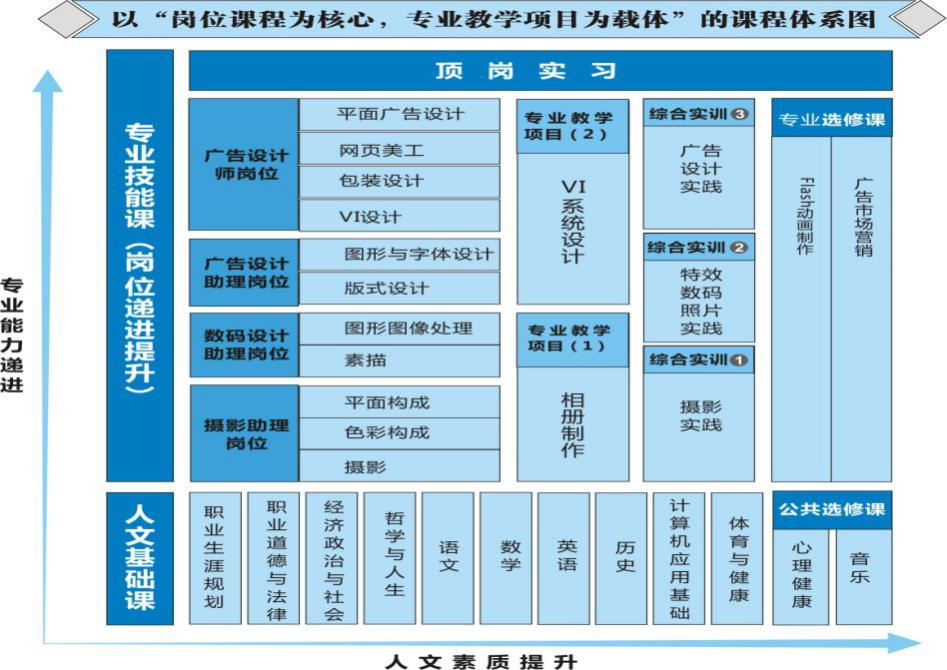 以“岗位课程为核心，专业教学项目为载体”的课程体系图
专业能力递进
专业技能课（岗位递进提升）
顶岗实习
广告设计
师岗位
平面广告设计
网页美工
包装设计
VI设计
广告设计
助理岗位
图形与字体设计
版式设计
数码设计
助理岗位
图形图像处理
素描
摄影助理
岗位
平面构成
色彩构成
摄影
专业教学
项目（2）
VI系统设计
专业教学
项目（1）
相册制作
综合实训3
广告
设计
实践
综合实训2
特效
数码
照片
实践
综合实训1
摄影
实践
专业选修课
Flash动画制作
广告市场营销
人文基础课
职业生涯规划
职业道德与法律
经济政治与社会
哲学与人生
语文
数学
英语
历史
计算机应用基础
体育与健康
公共选修课
心理健康
音乐
人文素质提升